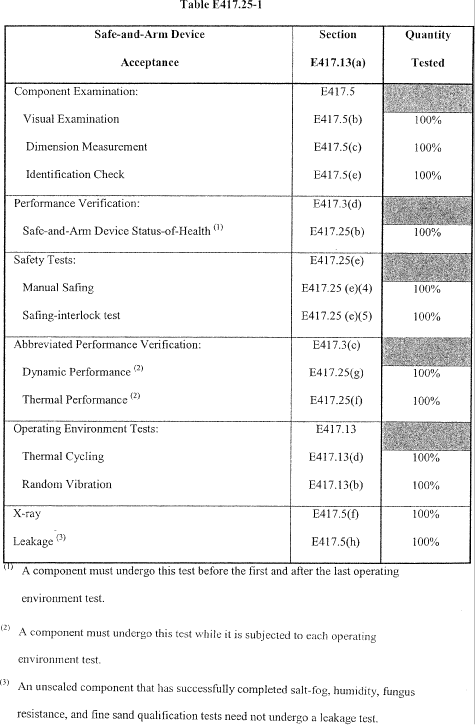 Table E417.25-1
Safe-and-Arm Device Section Quantity
Acceptance E417.13(a) Tested
Component Examination: E417.5
Visual Examination E417.5(b) 100%
Dimension Measurement E417.5(c) 100%
Identification Check E417.5(e) 100%
Performance Verification: E417.3(d)
Safe-and-Arm Device Status-of-Health (1) E417.25(b) 100%
Safety Tests: E417.25(e)
Manual Safing E417.25 (e)(4) 100%
Safing-interlock test E417.25 (e)(5) 100%
Abbreviated Performance Verification: E417.3(e)
Dynamic Performance (2) E417.25(g) 100%
Thermal Performance (2) E417.25(f) 100%
Operating Environment Tests: E417.13
Thermal Cycling E417.13(d) 100%
Random Vibration E417.13(b) 100%
X-ray E417.5(f) 100%
Leakage (3) E417.5(h) 100%
(1) A component must undergo this test before the first and after the last operating
environment test.
(2) A component must undergo this test while it is subjected to each operating
environment test.
(3) An unsealed component that has successfully completed salt-fog, humidity, fungus
resistance, and fine sand qualification tests need not undergo a leakage test.